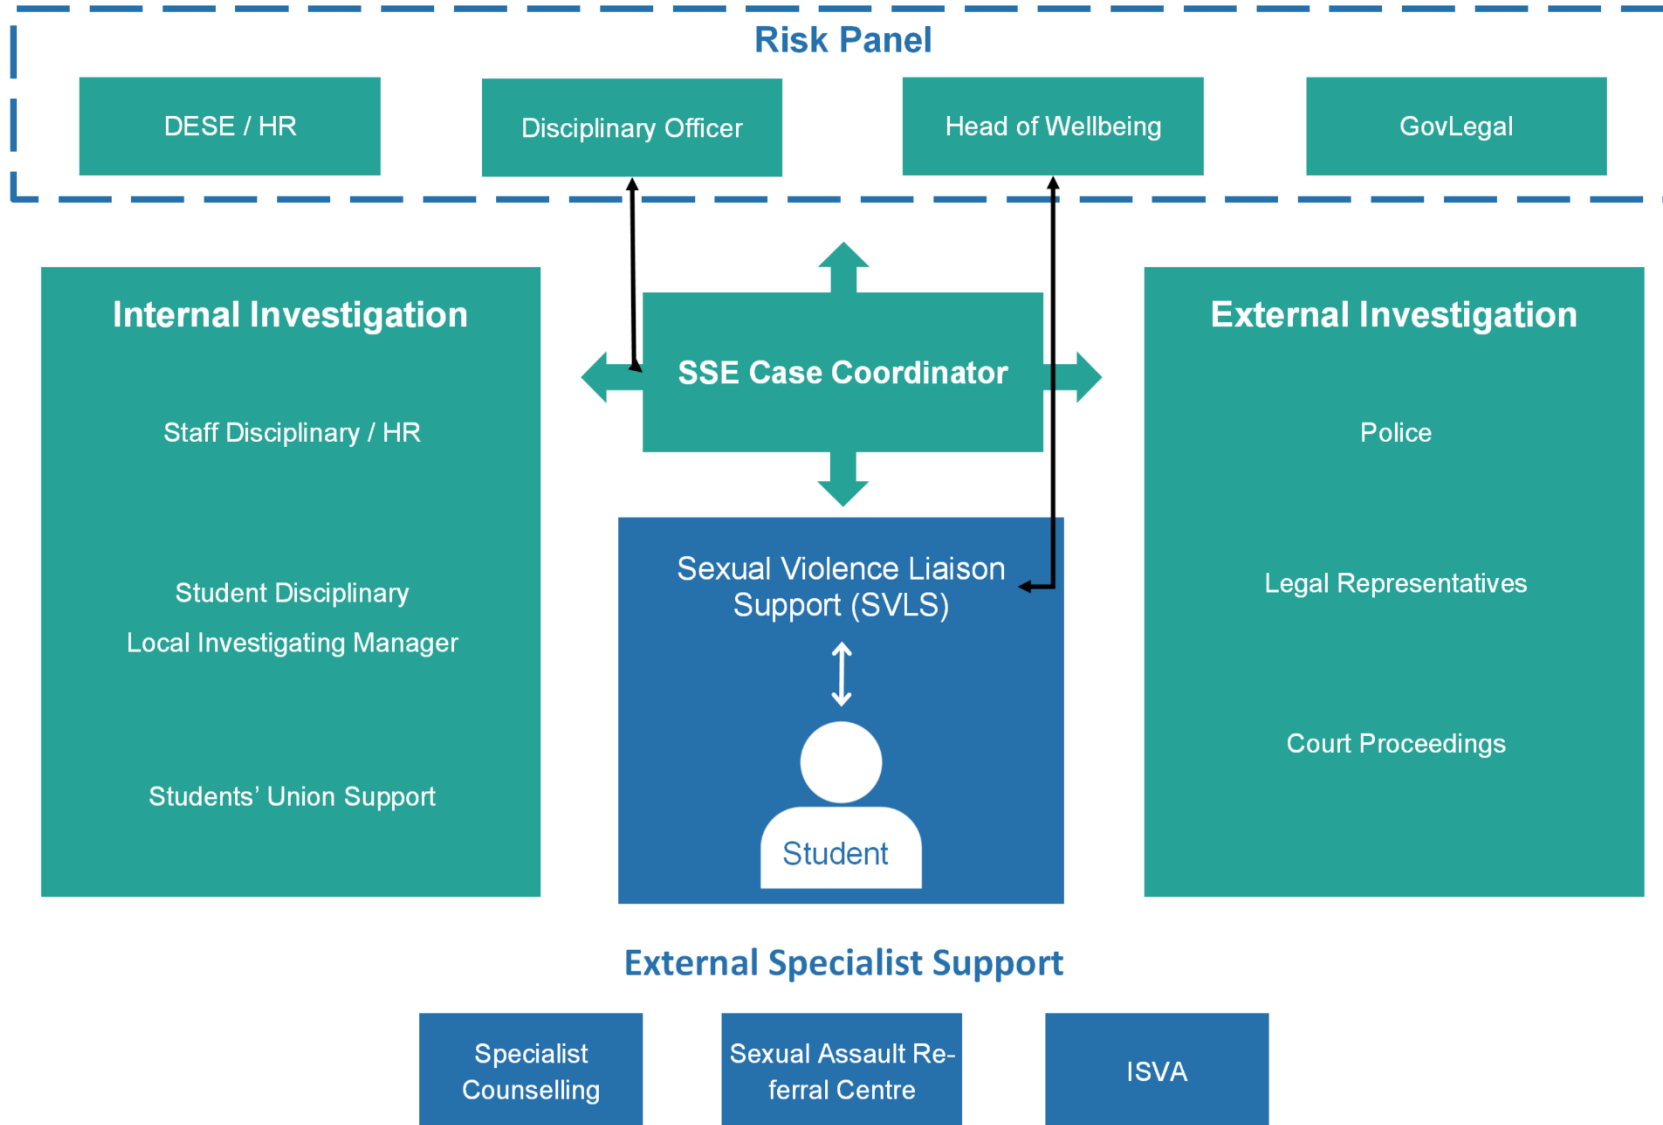 Risk Panel
DESE / HR
Disciplinary Officer
Head of Wellbeing
GovLegal
Internal Investigation
Staff Disciplinary / HR
Student Disciplinary
Local Investigating Manager
Students’ Union Support
SSE Case Coordinator
Sexual Violence Liaison
Support (SVLS)
Student
External Investigation
Police
Legal Representatives
Court Proceedings
External Specialist Support
Specialist
Counselling
Sexual Assault Re-
ferral Centre
ISVA